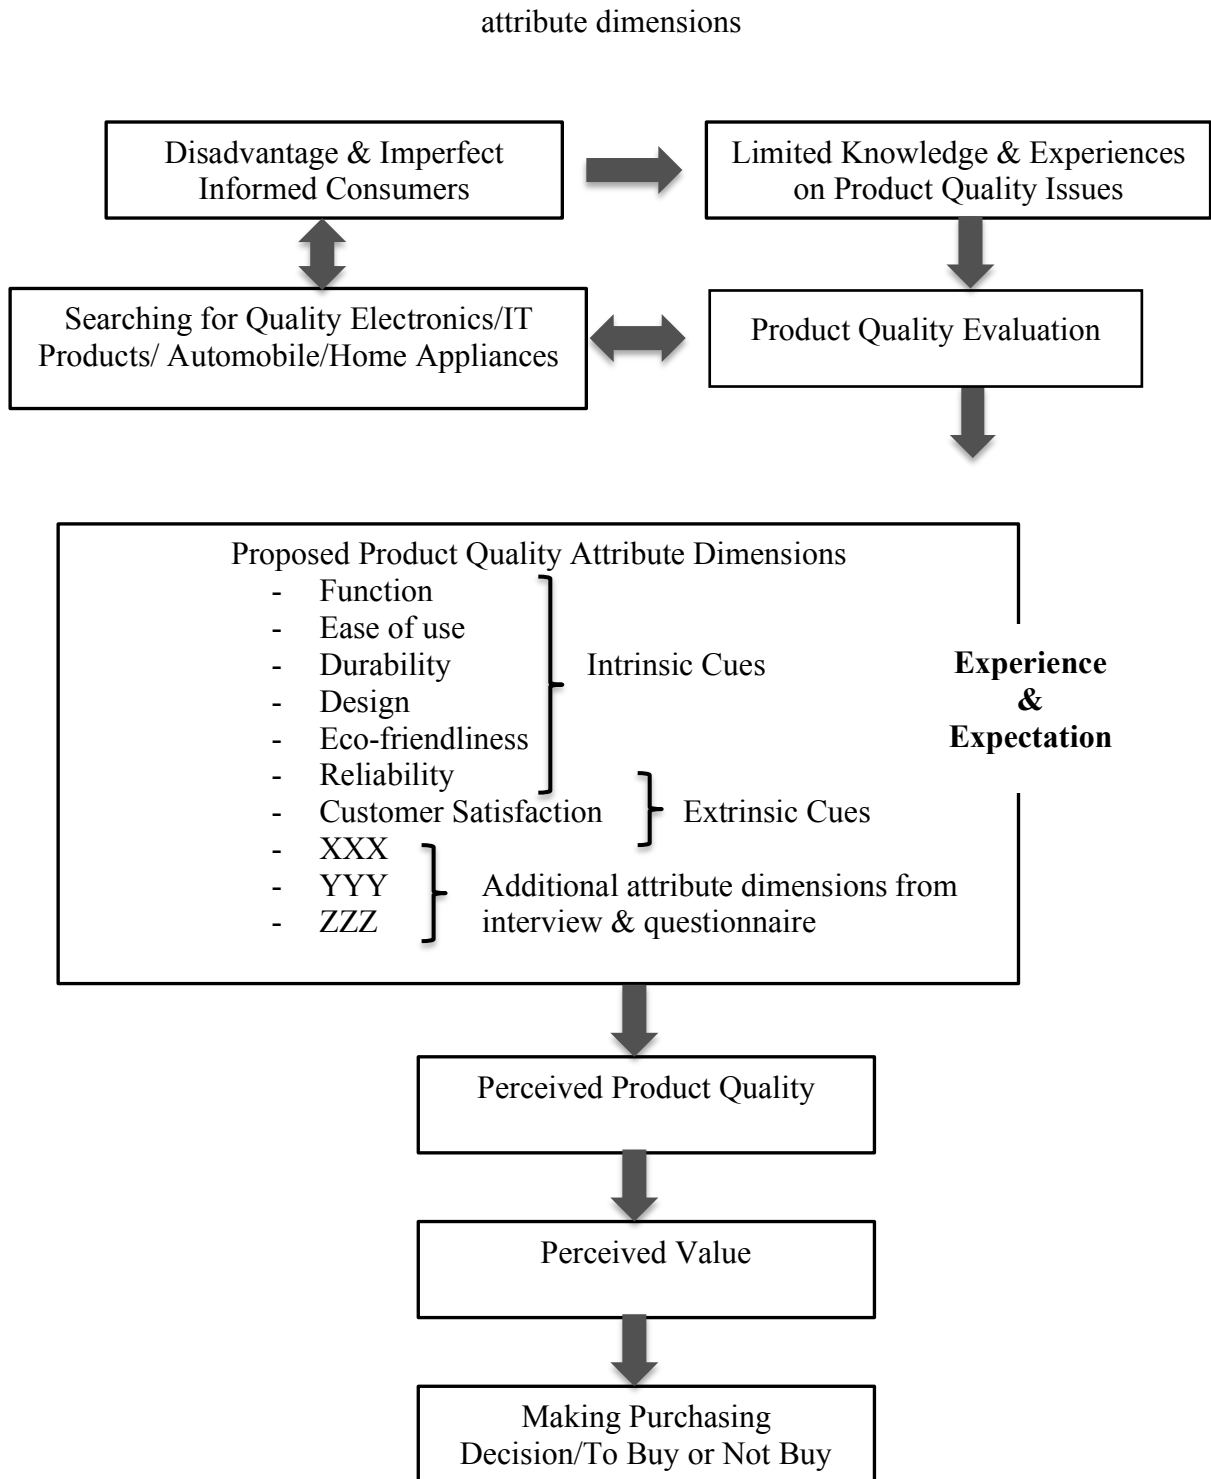 attribute dimensions
Disadvantage & Imperfect
Informed Consumers
Limited Knowledge & Experiences
on Product Quality Issues
Searching for Quality Electronics/IT
Products/ Automobile/Home Appliances
Product Quality Evaluation
Proposed Product Quality Attribute Dimensions
- Function
- Ease of use
- Durability
- Design
- Eco-friendliness
- Reliability
Intrinsic Cues
- Customer Satisfaction
Extrinsic Cues
- XXX
- YYY
- ZZZ
Additional attribute dimensions from
interview & questionnaire
Experience
&
Expectation
Perceived Product Quality
Perceived Value
Making Purchasing
Decision/To Buy or Not Buy